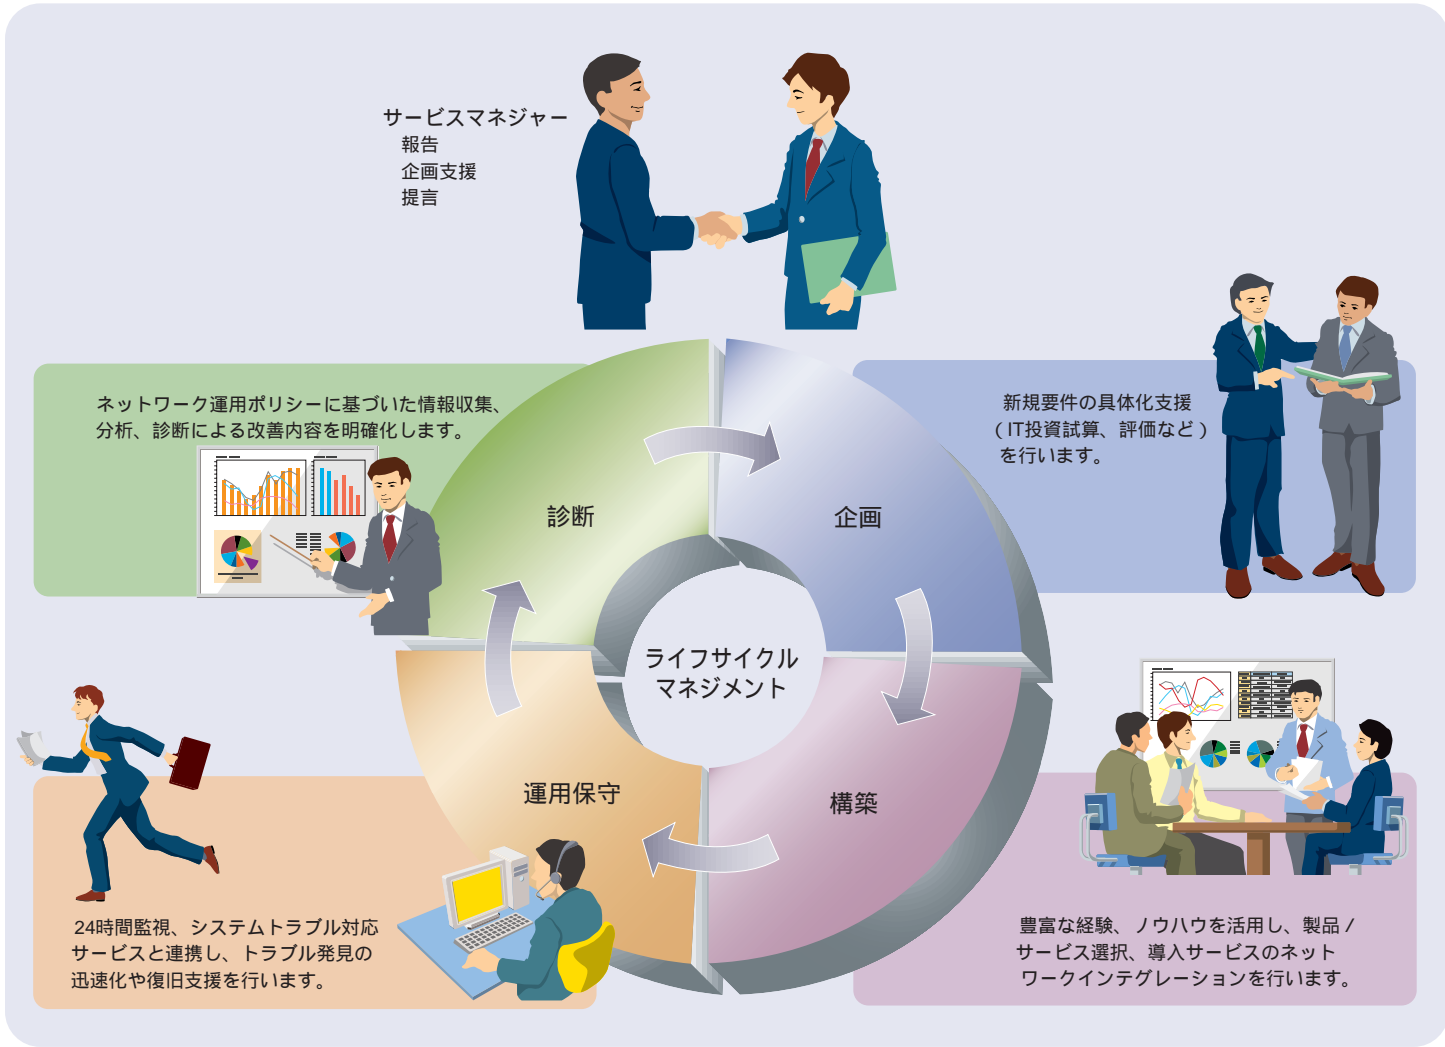 サービスマネジャー
報告
企画支援
提言
ネットワーク運用ポリシーに基づいた情報収集、
分析、診断による改善内容を明確化します。
新規要件の具体化支援
(IT投資試算、評価など)
を行います。
診断
企画
ライフサイクル
マネジメント
運用保守
構築
24時間監視、システムトラブル対応
サービスと連携し、トラブル発見の
迅速化や復旧支援を行います。
豊富な経験、ノウハウを活用し、製品/
サービス選択、導入サービスのネット
ワークインテグレーションを行います。